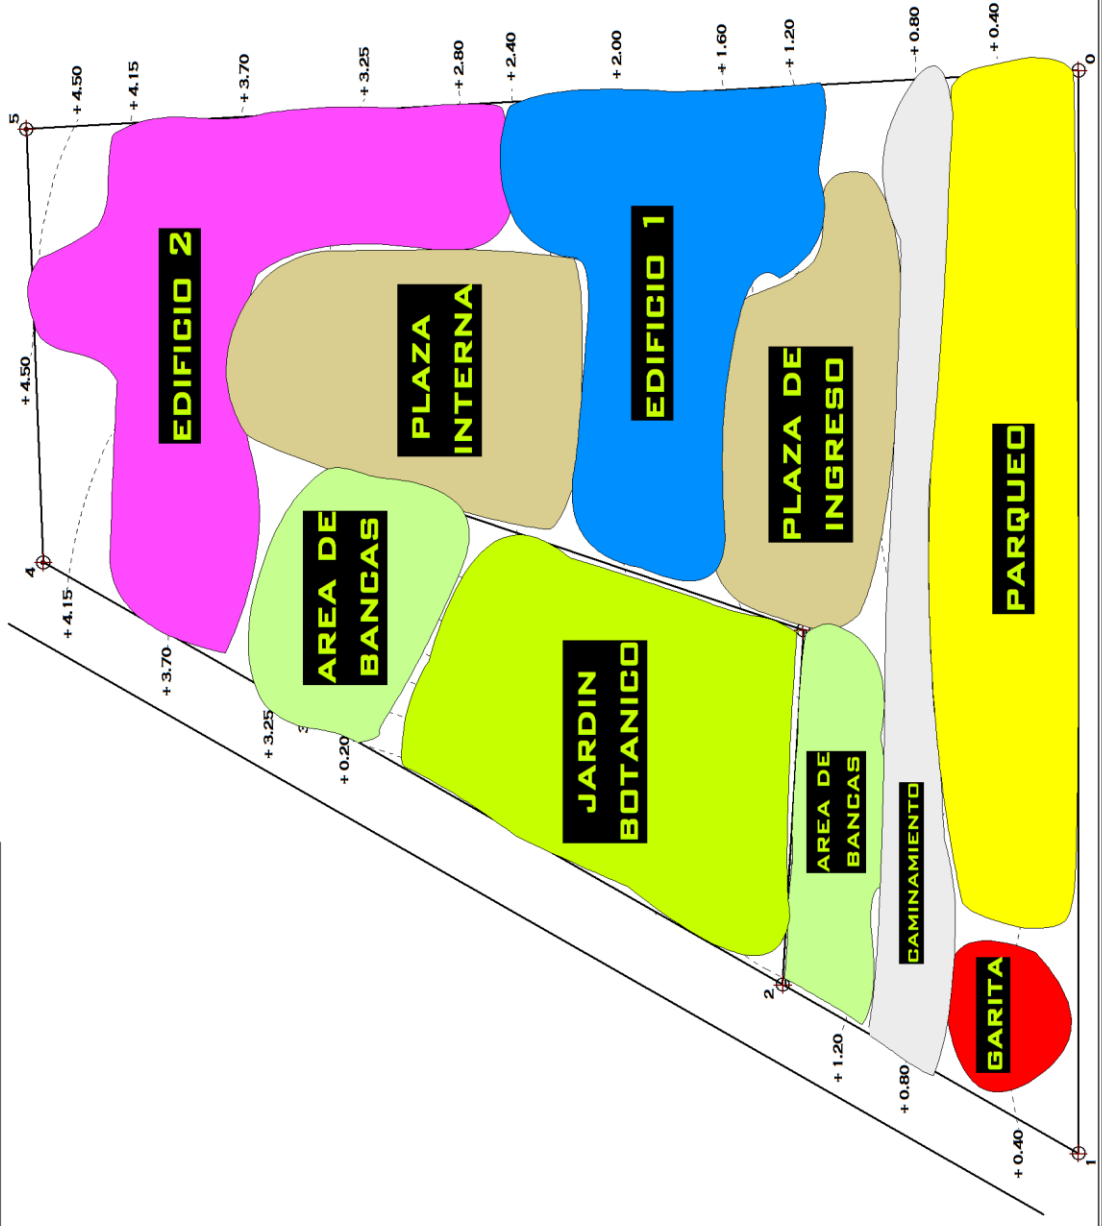 5
+ 4.50
+ 4.15
+ 3.70
+ 3.25
+ 2.80
+ 2.40
+ 2.00
+ 1.60
+ 1.20
+ 0.80
+ 0.40
0
+ 4.50
EDIFICIO 2
PLAZA
INTERNA
EDIFICIO 1
PLAZA DE
INGRESO
PARQUEO
4
+ 4.15
+ 3.70
+ 3.25
+ 0.20
AREA DE
BANCAS
JARDIN
BOTANICO
AREA DE
BANCAS
CAMINAMIENTO
GARITA
2
+ 1.20
+ 0.80
+ 0.40
1